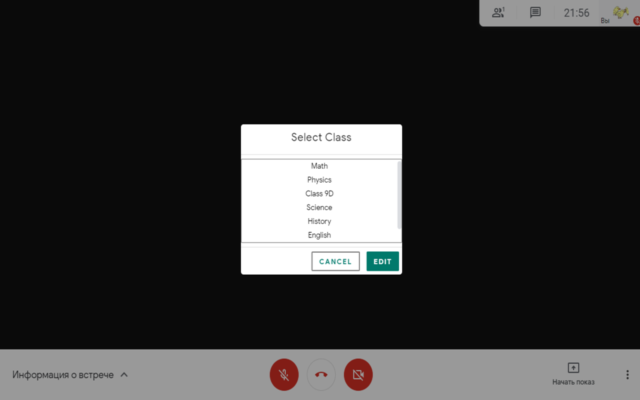 1
21:56
Вы
Select Class
Math
Physics
Class 9D
Science
History
English
CANCEL
EDIT
Информация о встрече
Начать показ